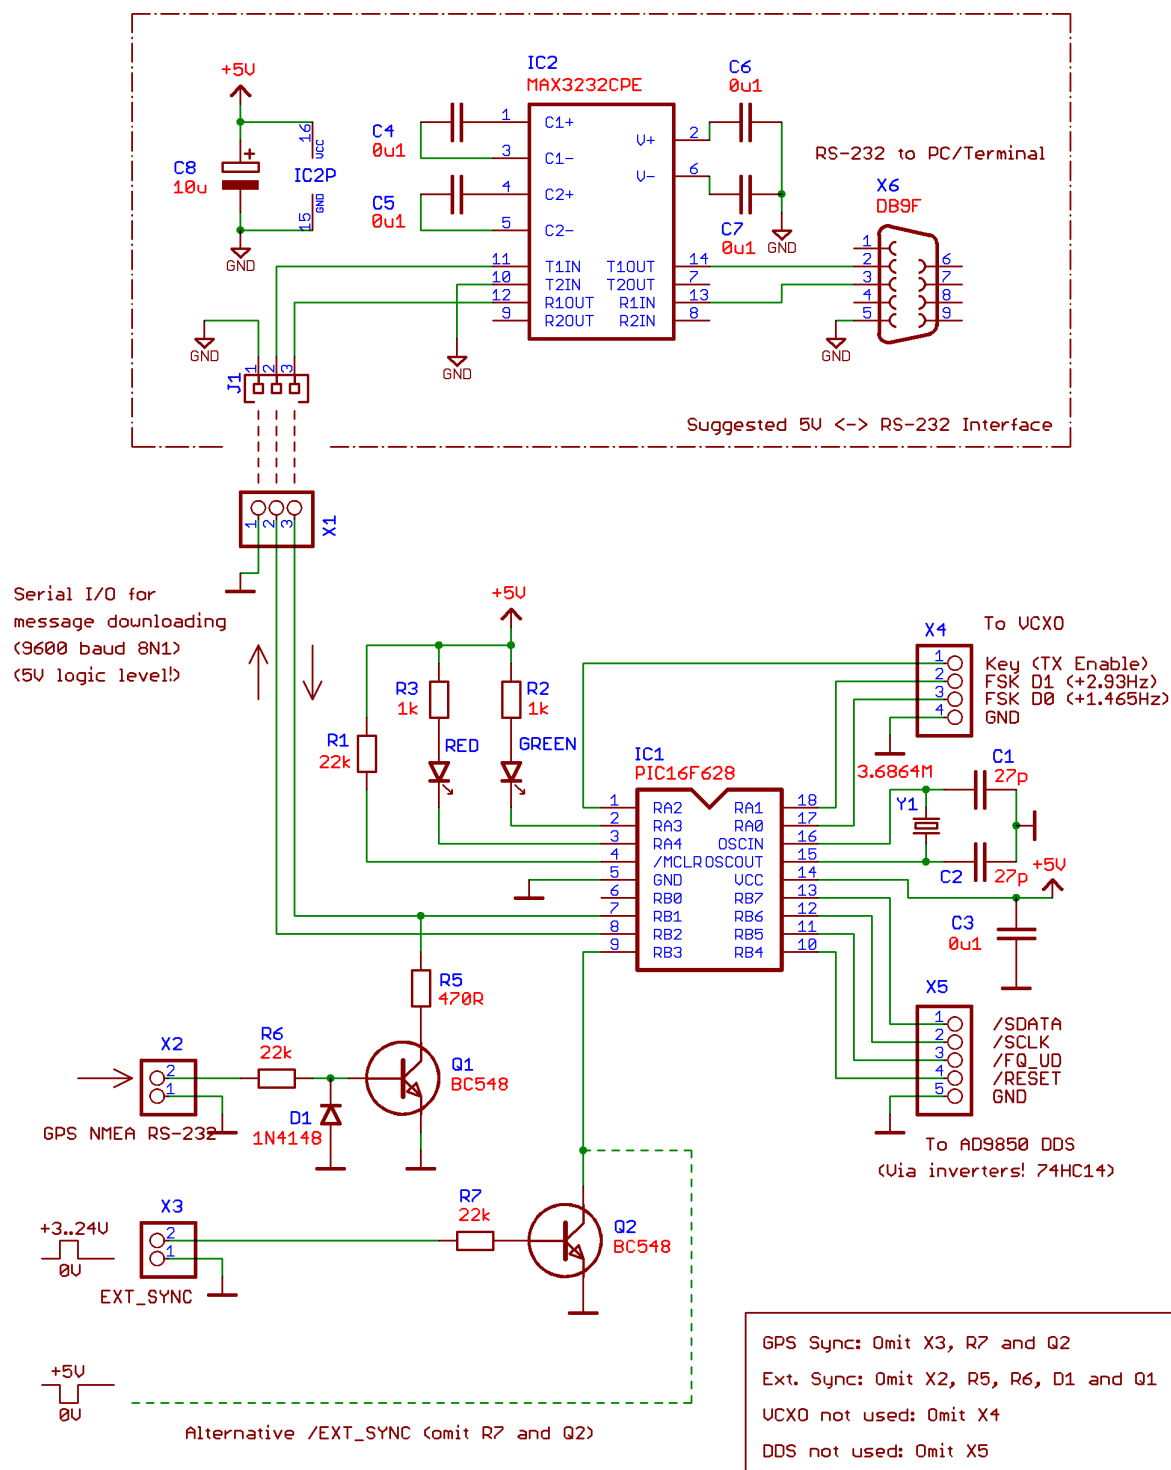 IC2
MAX3232CPE
C6
0u1
+5V
16
VCC
IC2P
GND
15
C8
10u
GND
C4
0u1
C5
0u1
1 C1+
3 C1-
4 C2+
5 C2-
V+ 2
V- 6
C7
0u1
GND
RS-232 to PC/Terminal
X6
DB9F
11 T1IN T1OUT 14
10 T2IN T2OUT 7
12 R1OUT R1IN 13
9 R2OUT R2IN 8
1
2 6
3 7
4 8
5 9
GND
GND
GND
J1
1 2 3
Suggested 5V <-> RS-232 Interface
X1
1 2 3
Serial I/O for
message downloading
(9600 baud 8N1)
(5V logic level!)
+5V
R3
1k
R2
1k
R1
22k
RED
GREEN
X4
To VCXO
1 Key (TX Enable)
2 FSK D1 (+2.93Hz)
3 FSK D0 (+1.465Hz)
4 GND
IC1
PIC16F628
3.6864M
C1
27p
Y1
C2
27p
+5V
1 RA2 RA1 18
2 RA3 RA0 17
3 RA4 OSCIN 16
4 /MCLR OSCOUT 15
5 GND VCC 14
6 RB0 RB7 13
7 RB1 RB6 12
8 RB2 RB5 11
9 RB3 RB4 10
C3
0u1
R5
470R
X5
1 /SDATA
2 /SCLK
3 /FQ_UD
4 /RESET
5 GND
To AD9850 DDS
(Via inverters! 74HC14)
X2
2
1
GPS NMEA RS-232
R6
22k
D1
1N4148
Q1
BC548
X3
2
1
+3..24V
0V
EXT_SYNC
R7
22k
Q2
BC548
+5V
0V
Alternative /EXT_SYNC (omit R7 and Q2)
GPS Sync: Omit X3, R7 and Q2
Ext. Sync: Omit X2, R5, R6, D1 and Q1
VCXO not used: Omit X4
DDS not used: Omit X5